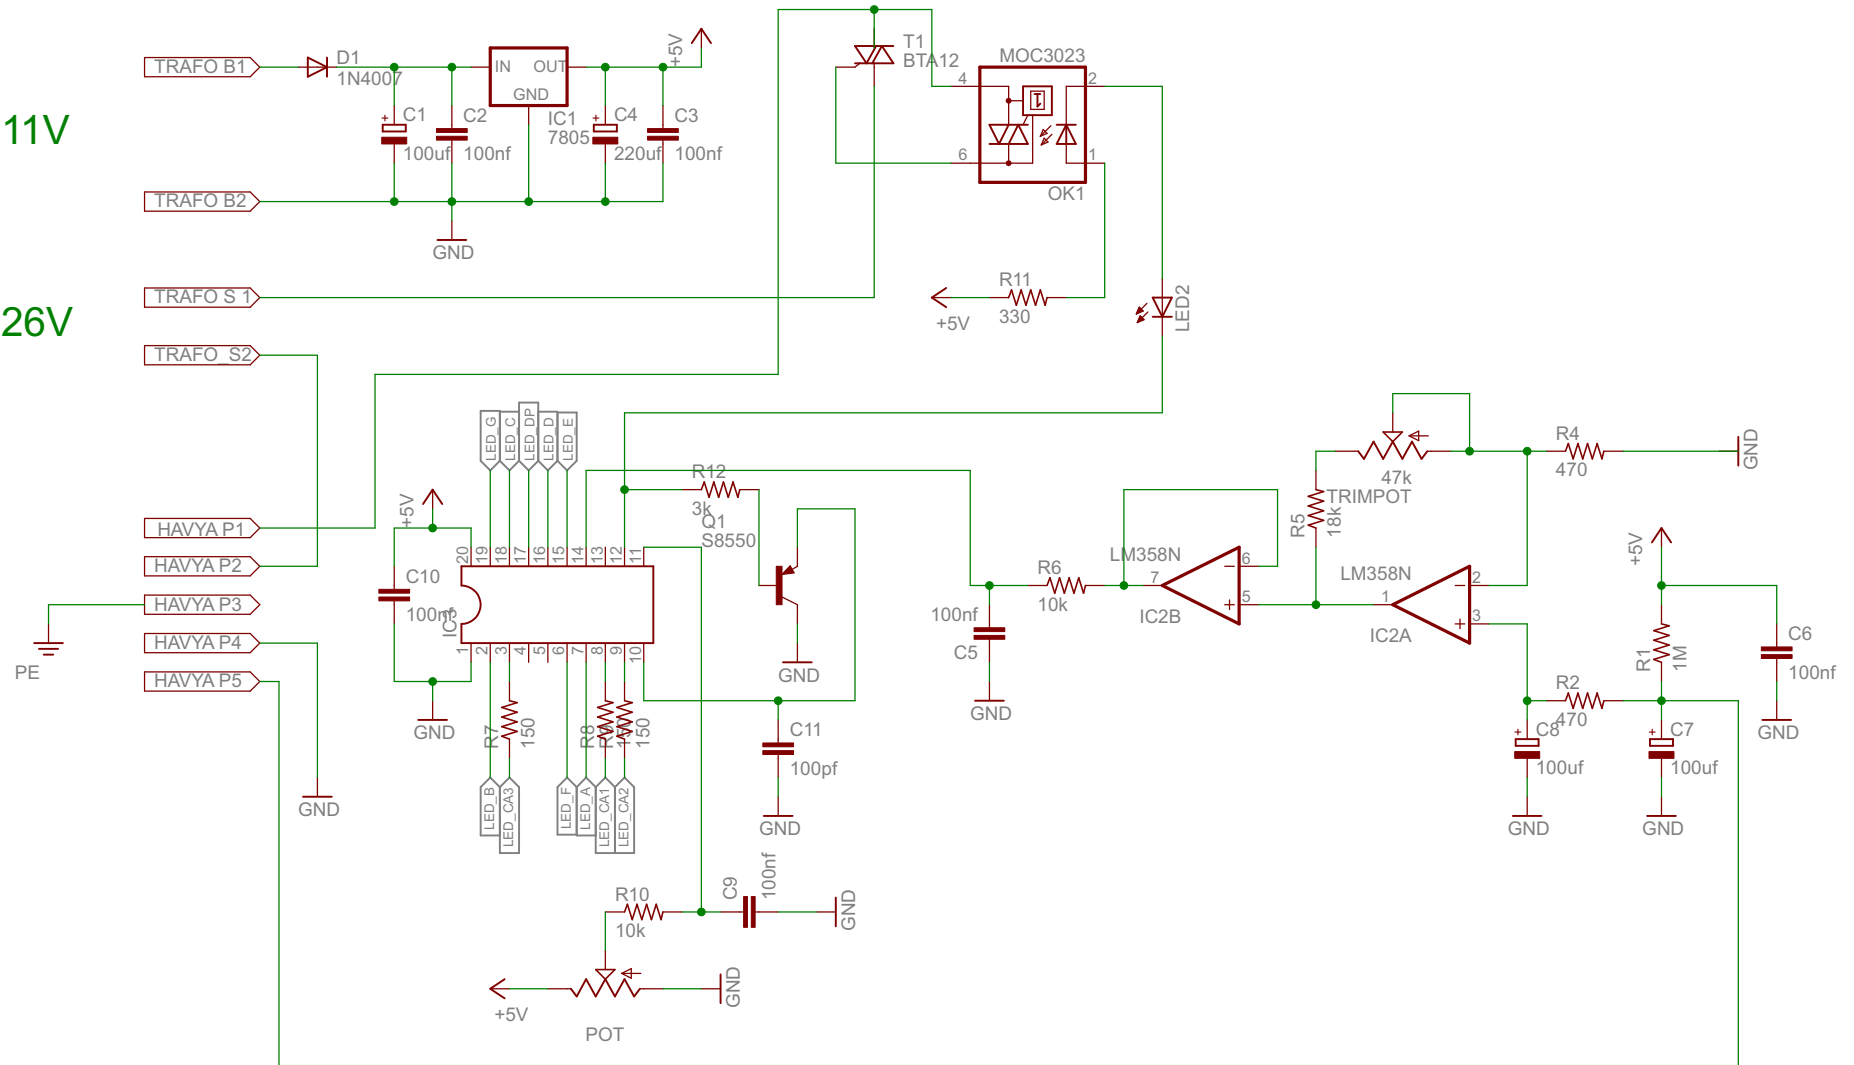 11V
26V
TRAFO B1
D1
1N4007
C1
100uf
C2
100nf
IN
OUT
GND
IC1
7805
C4
220uf
C3
100nf
+5V
TRAFO B2
GND
TRAFO S 1
TRAFO_S2
T1
BTA12
MOC3023
4
6
2
1
OK1
R11
330
+5V
LED2
HAVYA P1
HAVYA P2
HAVYA P3
HAVYA P4
HAVYA P5
PE
GND
+5V
C10
100nf
GND
IC3
LED_G
LED_C
LED_DP
LED_D
LED_E
20
19
18
17
16
15
14
13
12
11
1
2
3
4
5
6
7
8
9
10
R12
3k
Q1
S8550
GND
R7
150
R8
150
LED_B
LED_CA3
LED_F
LED_A
LED_CA1
LED_CA2
C11
100pf
GND
R10
10k
C9
100nf
GND
+5V
POT
GND
100nf
C5
GND
R6
10k
LM358N
7
6
5
IC2B
LM358N
1
2
3
IC2A
R5
18k
47k
TRIMPOT
R4
470
GND
+5V
R1
1M
C6
100nf
GND
R2
470
C8
100uf
GND
C7
100uf
GND